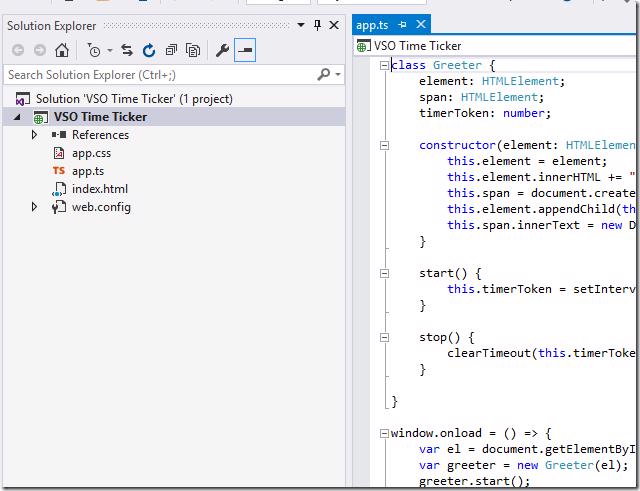 Solution Explorer
Search Solution Explorer (Ctrl+;)
Solution 'VSO Time Ticker' (1 project)
VSO Time Ticker
References
app.css
TS app.ts
index.html
web.config
app.ts
VSO Time Ticker
class Greeter {
    element: HTMLElement;
    span: HTMLElement;
    timerToken: number;
    constructor(element: HTMLElemen
        this.element = element;
        this.element.innerHTML += "
        this.span = document.create
        this.element.appendChild(th
        this.span.innerText = new D
    }
    start() {
        this.timerToken = setInterv
    }
    stop() {
        clearTimeout(this.timerToke
    }
}
window.onload = () => {
    var el = document.getElementByI
    var greeter = new Greeter(el);
    greeter.start();